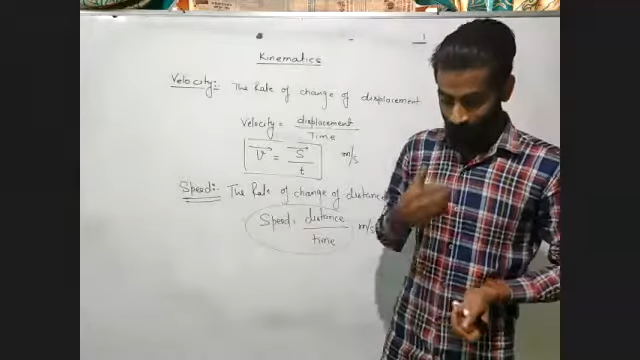 Kinematics
Velocity:- The Rate of change of displacement
Velocity = displacement
Time
V = S m/s
t
Speed:- The Rate of change of distance
Speed: distance m/s
time